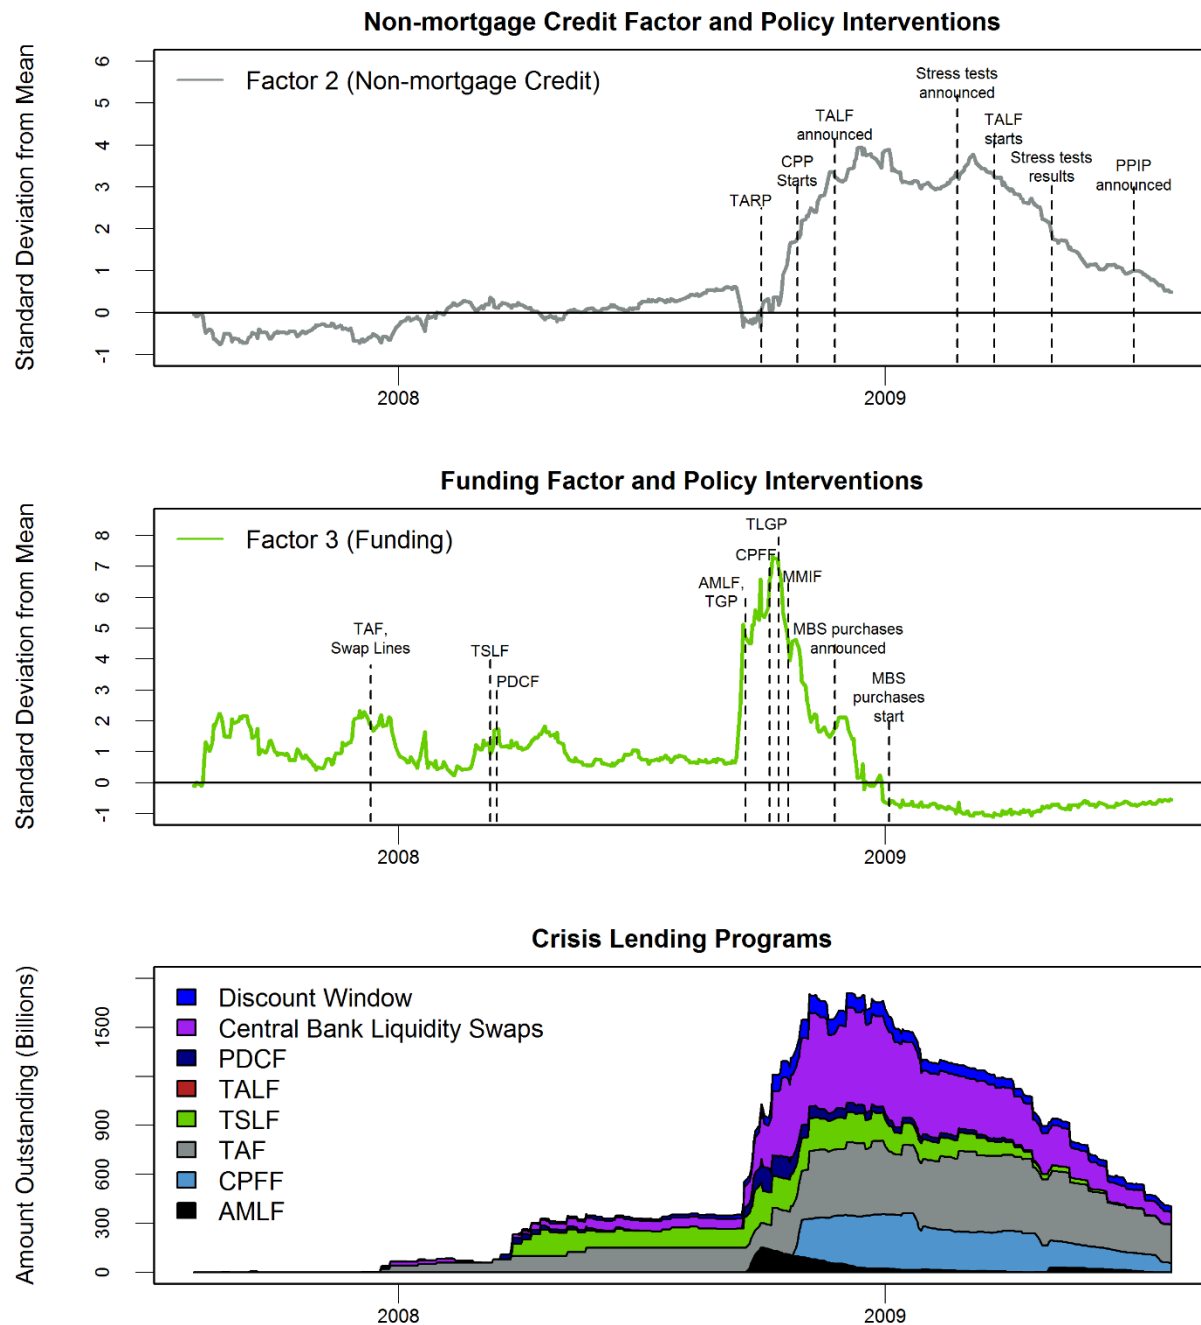 Non-mortgage Credit Factor and Policy Interventions
Standard Deviation from Mean
6
5
4
3
2
1
0
-1
Factor 2 (Non-mortgage Credit)
TARP
CPP
Starts
TALF
announced
Stress tests
announced
TALF
starts
Stress tests
results
PPIP
announced
2008
2009
Funding Factor and Policy Interventions
Standard Deviation from Mean
8
7
6
5
4
3
2
1
0
-1
Factor 3 (Funding)
TAF,
Swap Lines
TSLF
PDCF
AMLF,
TGP
CPFF
TLGP
MMIF
MBS purchases
announced
MBS
purchases
start
2008
2009
Crisis Lending Programs
Amount Outstanding (Billions)
1500
900
600
300
0
Discount Window
Central Bank Liquidity Swaps
PDCF
TALF
TSLF
TAF
CPFF
AMLF
2008
2009